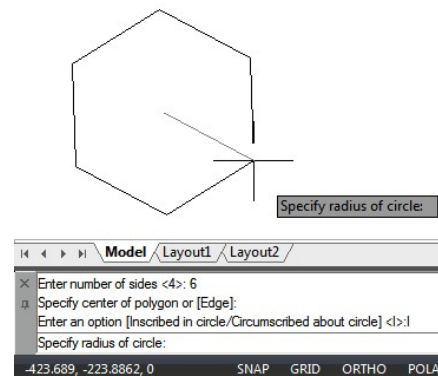 Specify radius of circle:
Model Layout1 Layout2
Enter number of sides <4>: 6
Specify center of polygon or [Edge]:
Enter an option [Inscribed in circle/Circumscribed about circle] <I>:I
Specify radius of circle:
-423.689, -223.8862, 0 SNAP GRID ORTHO POLA